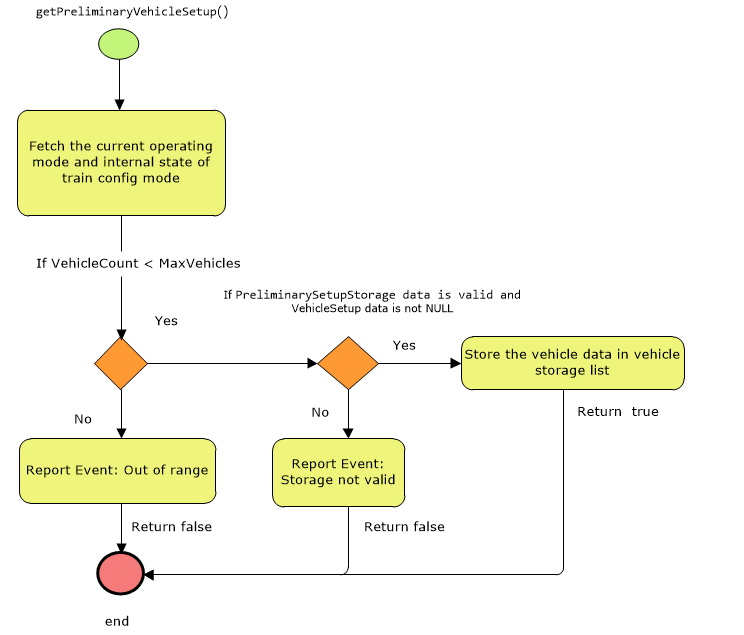 getPreliminaryVehicleSetup()
Fetch the current operating
mode and internal state of
train config mode
If VehicleCount < MaxVehicles
If PreliminarySetupStorage data is valid and
VehicleSetup data is not NULL
Yes
Yes
Store the vehicle data in vehicle
storage list
No
No
Return  true
Report Event: Out of range
Report Event:
Storage not valid
Return false
Return false
end